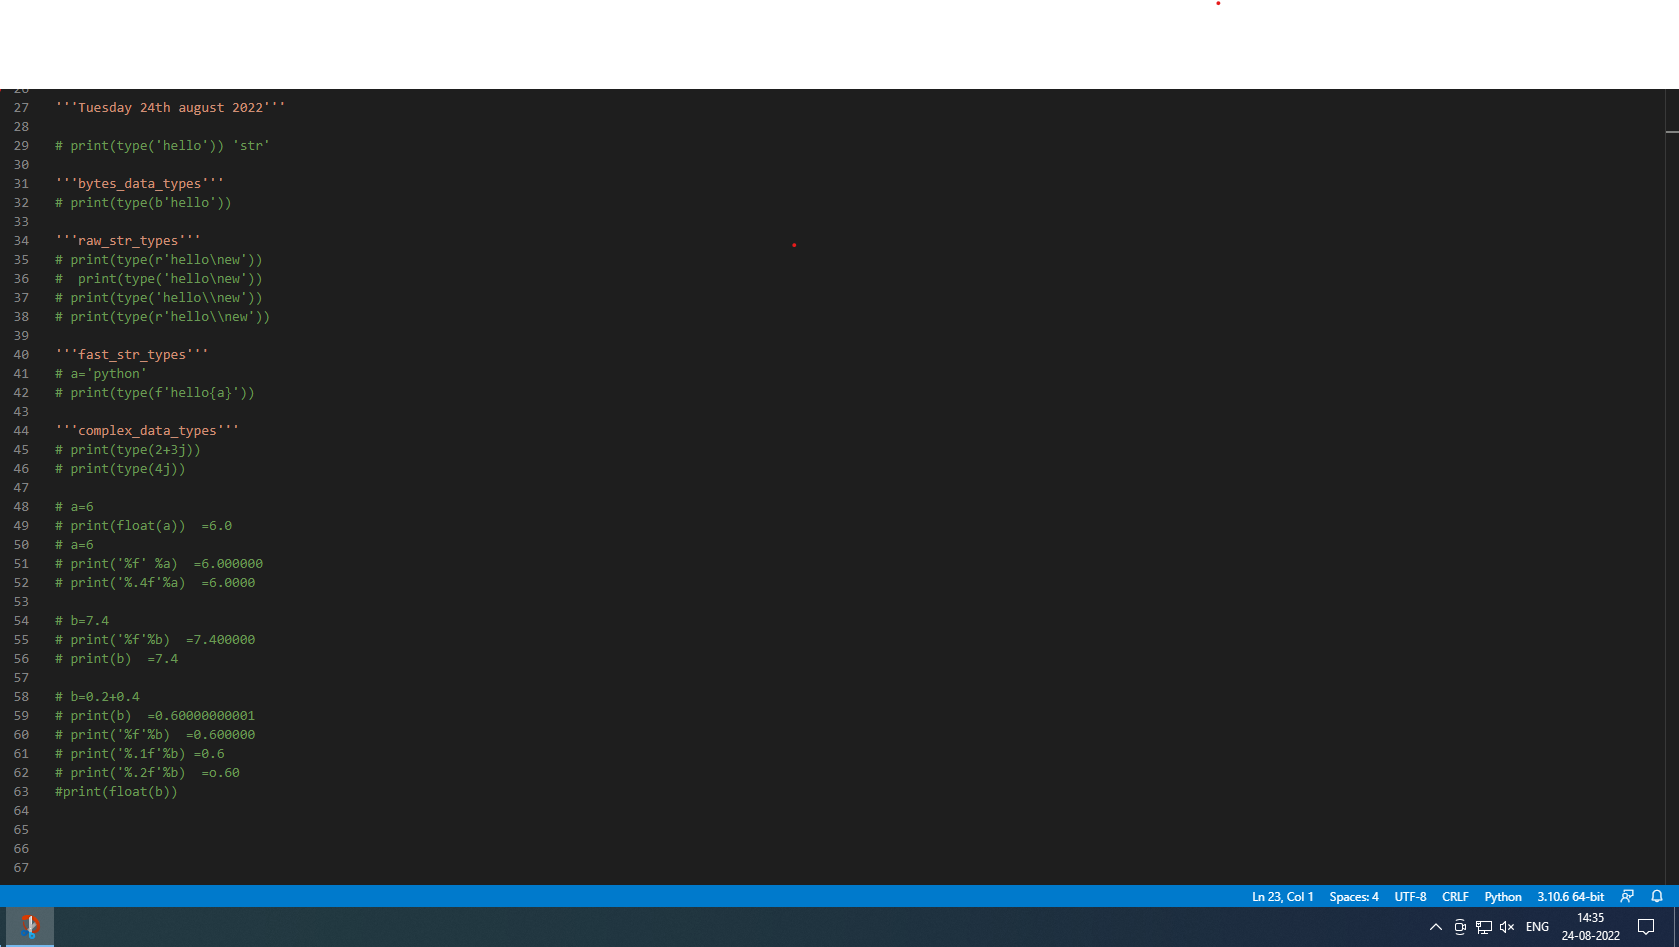 26
27 '''Tuesday 24th august 2022'''
28
29 # print(type('hello')) 'str'
30
31 '''bytes_data_types'''
32 # print(type(b'hello'))
33
34 '''raw_str_types'''
35 # print(type(r'hello\new'))
36 #  print(type('hello\new'))
37 # print(type('hello\\new'))
38 # print(type(r'hello\\new'))
39
40 '''fast_str_types'''
41 # a='python'
42 # print(type(f'hello{a}'))
43
44 '''complex_data_types'''
45 # print(type(2+3j))
46 # print(type(4j))
47
48 # a=6
49 # print(float(a))  =6.0
50 # a=6
51 # print('%f' %a)  =6.000000
52 # print('%.4f'%a)  =6.0000
53
54 # b=7.4
55 # print('%f'%b)  =7.400000
56 # print(b)  =7.4
57
58 # b=0.2+0.4
59 # print(b)  =0.60000000001
60 # print('%f'%b)  =0.600000
61 # print('%.1f'%b) =0.6
62 # print('%.2f'%b)  =o.60
63 #print(float(b))
64
65
66
67
Ln 23, Col 1 Spaces: 4 UTF-8 CRLF Python 3.10.6 64-bit
ENG 14:35
24-08-2022